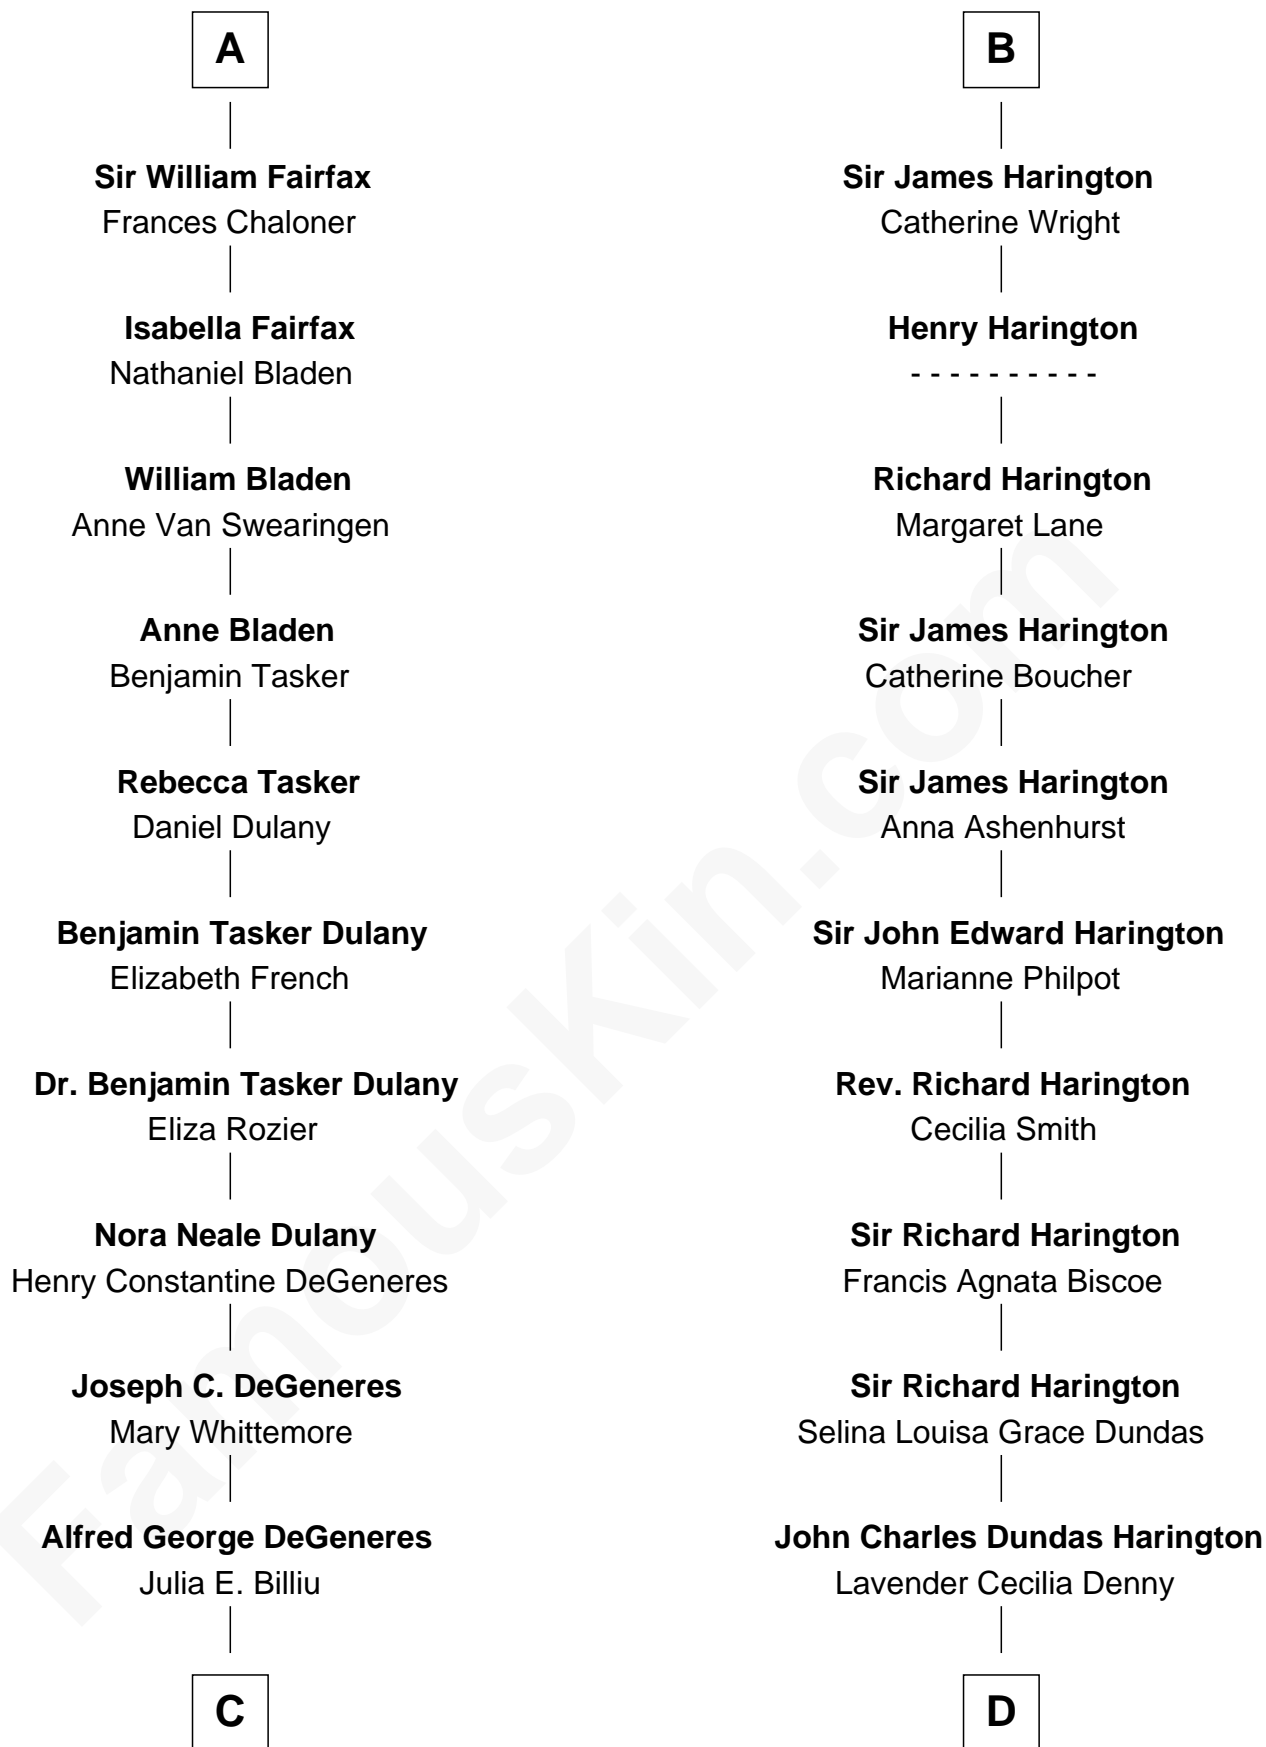 A
Sir William Fairfax
Frances Chaloner
Isabella Fairfax
Nathaniel Bladen
William Bladen
Anne Van Swearingen
Anne Bladen
Benjamin Tasker
Rebecca Tasker
Daniel Dulany
Benjamin Tasker Dulany
Elizabeth French
Dr. Benjamin Tasker Dulany
Eliza Rozier
Nora Neale Dulany
Henry Constantine DeGeneres
Joseph C. DeGeneres
Mary Whittemore
Alfred George DeGeneres
Julia E. Billiu
C
B
Sir James Harington
Catherine Wright
Henry Harington
- - - - - - - - - -
Richard Harington
Margaret Lane
Sir James Harington
Catherine Boucher
Sir James Harington
Anna Ashenhurst
Sir John Edward Harington
Marianne Philpot
Rev. Richard Harington
Cecilia Smith
Sir Richard Harington
Francis Agnata Biscoe
Sir Richard Harington
Selina Louisa Grace Dundas
John Charles Dundas Harington
Lavender Cecilia Denny
D
FamousKin.com